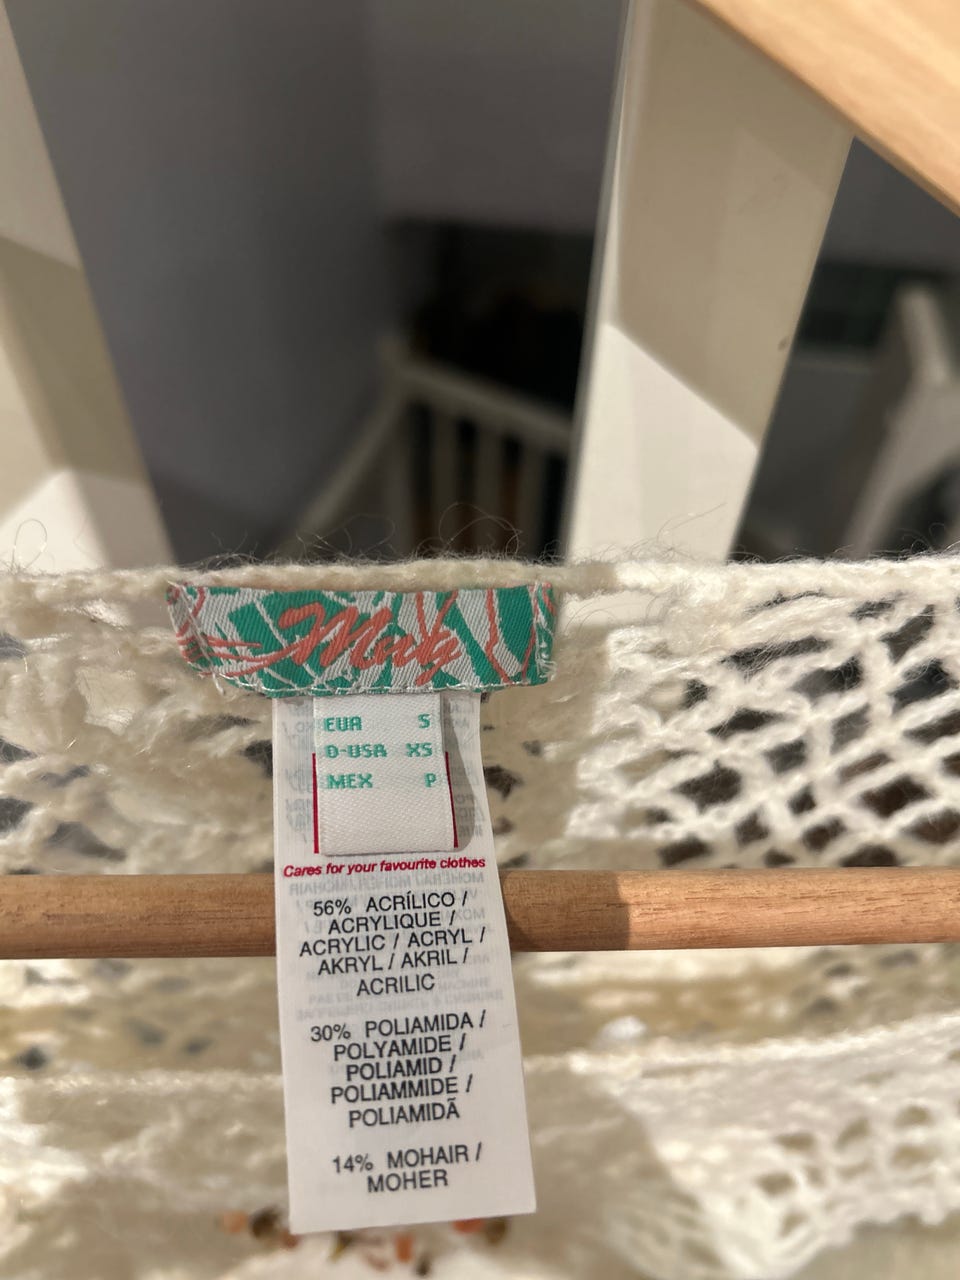 EUR S
D-USA XS
MEX P
Cares for your favourite clothes
56% ACRÍLICO /
ACRYLIQUE /
ACRYLIC / ACRYL /
AKRYL / AKRIL /
ACRILIC
30% POLIAMIDA /
POLYAMIDE /
POLIAMID /
POLIAMMIDE /
POLIAMIDĂ
14% MOHAIR /
MOHER